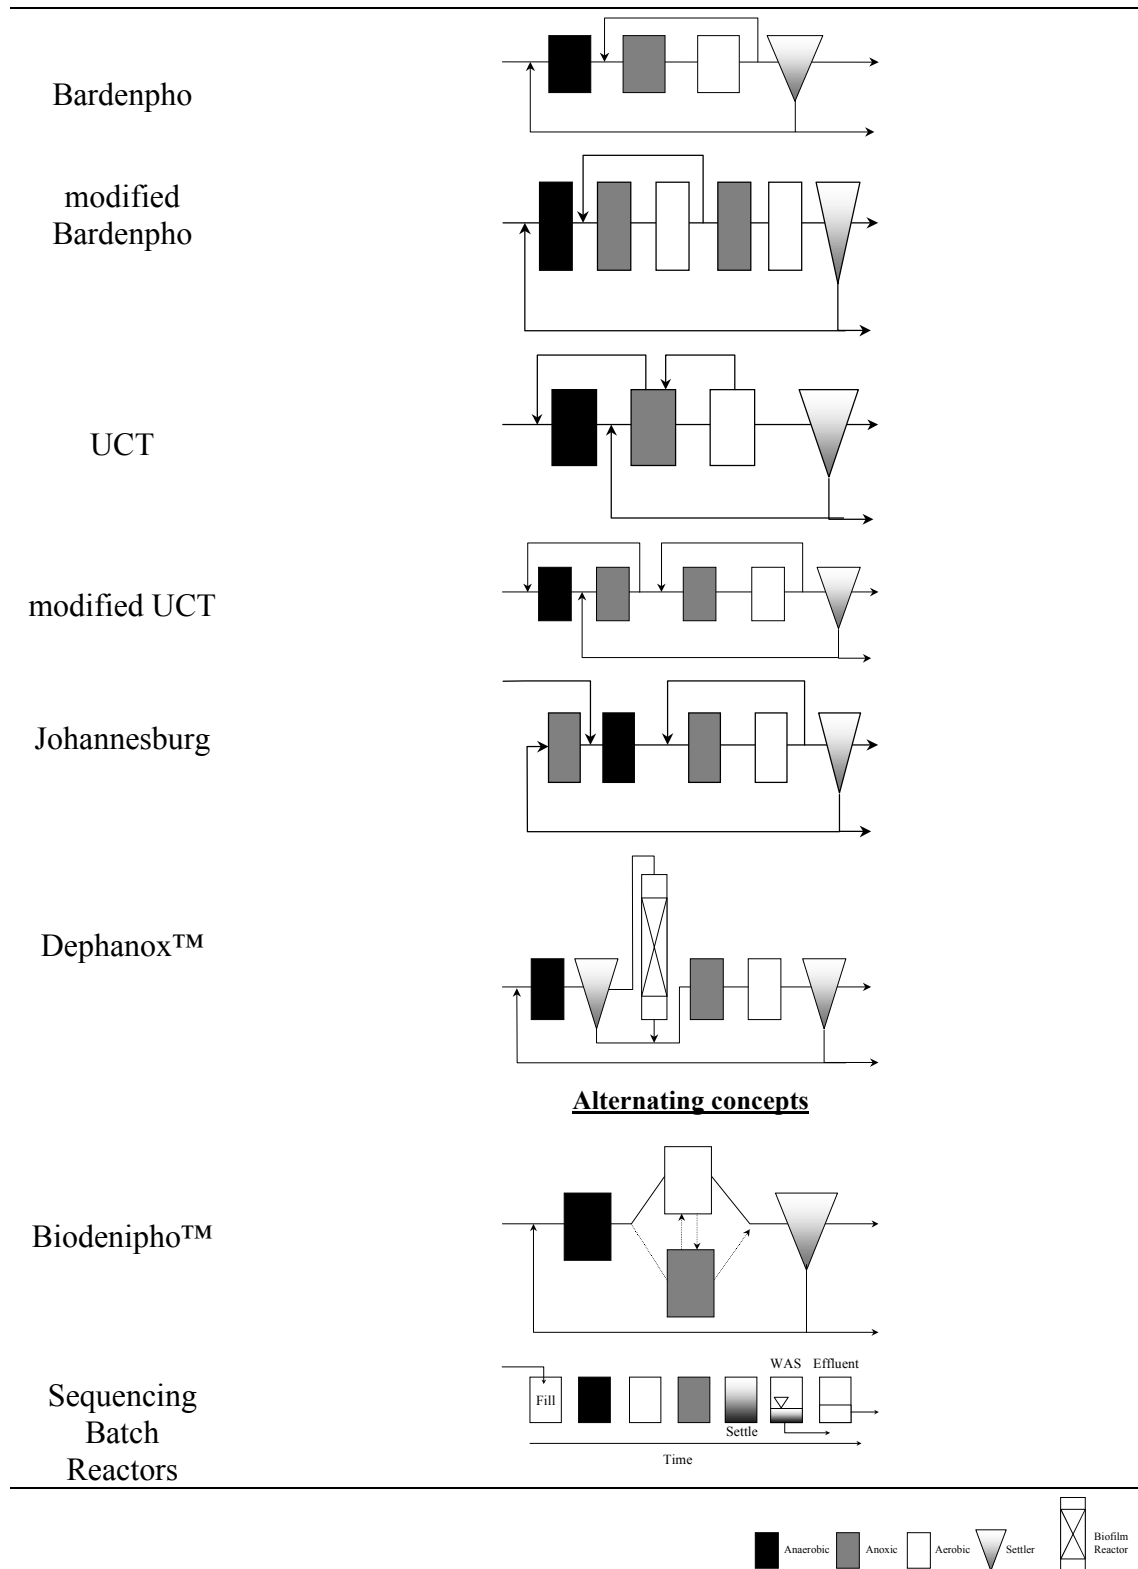 Bardenpho
modified
Bardenpho
UCT
modified UCT
Johannesburg
Dephanox™
Alternating concepts
Biodenipho™
WAS Effluent
Fill
Settle
Sequencing
Batch
Reactors
Time
Anaerobic Anoxic Aerobic Settler Biofilm
Reactor